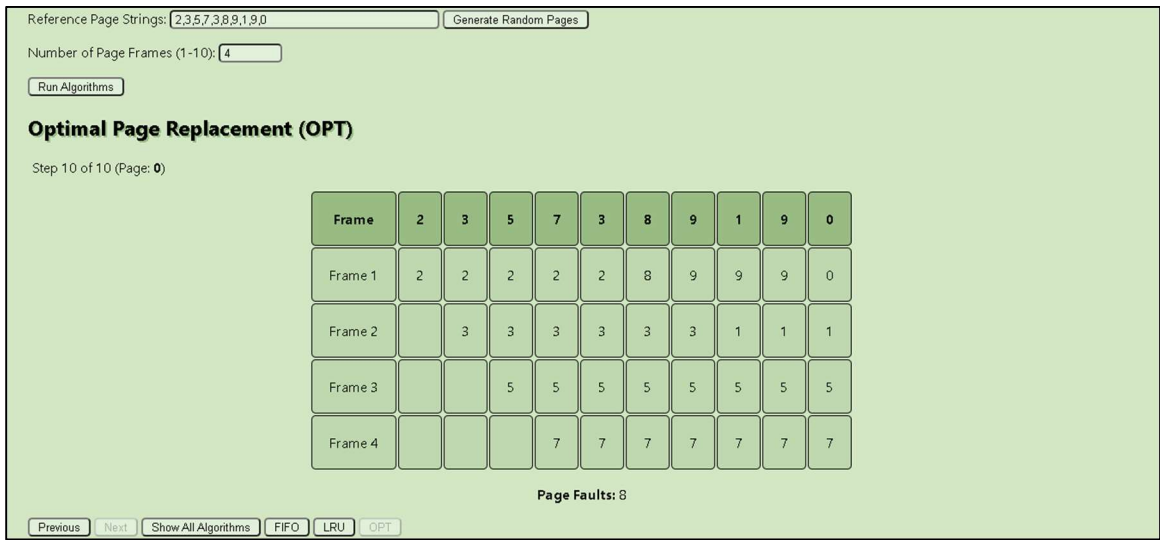 Reference Page Strings: 2,3,5,7,3,8,9,1,9,0 Generate Random Pages
Number of Page Frames (1-10): 4
Run Algorithms
Optimal Page Replacement (OPT)
Step 10 of 10 (Page: 0)
Frame 2 3 5 7 3 8 9 1 9 0
Frame 1 2 2 2 2 2 8 9 9 9 0
Frame 2 3 3 3 3 3 3 1 1 1
Frame 3 5 5 5 5 5 5 5 5
Frame 4 7 7 7 7 7 7 7
Page Faults: 8
Previous Next Show All Algorithms FIFO LRU OPT